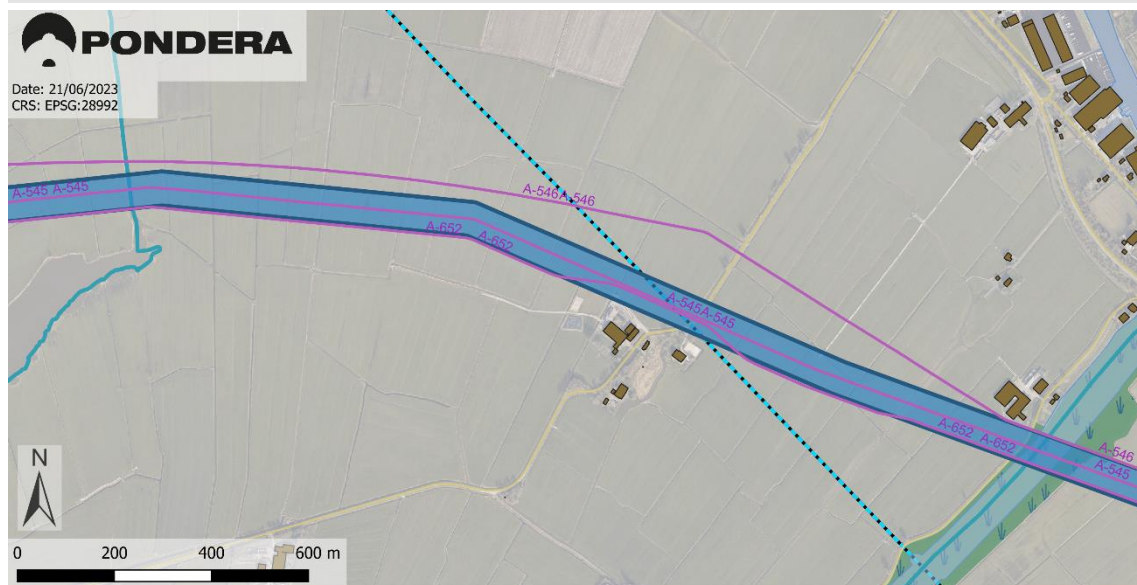 PONDERA
Date: 21/06/2023
CRS: EPSG:28992
A-545 A-545
A-546 A-546
A-652 A-652
A-545 A-545
A-652 A-652
A-546
A-545
N
0 200 400 600 m